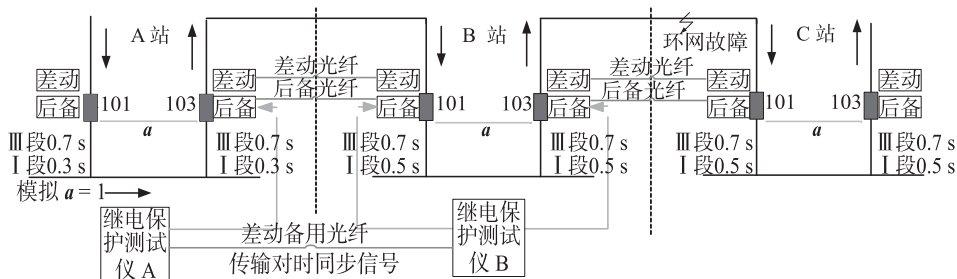 A 站
B 站
C 站
环网故障
差动
差动
差动光纤
差动
差动
差动光纤
差动
差动
后备
101
103
后备
后备光纤
后备
101
103
后备
后备光纤
后备
101
103
后备
a
a
a
Ⅲ段0.7 s
Ⅰ段0.3 s
Ⅲ段0.7 s
Ⅰ段0.3 s
Ⅲ段0.7 s
Ⅰ段0.5 s
Ⅲ段0.7 s
Ⅰ段0.5 s
Ⅲ段0.7 s
Ⅰ段0.5 s
Ⅲ段0.7 s
Ⅰ段0.5 s
模拟 a = 1
继电保
护测试
仪 A
差动备用光纤
传输对时同步信号
继电保
护测试
仪 B